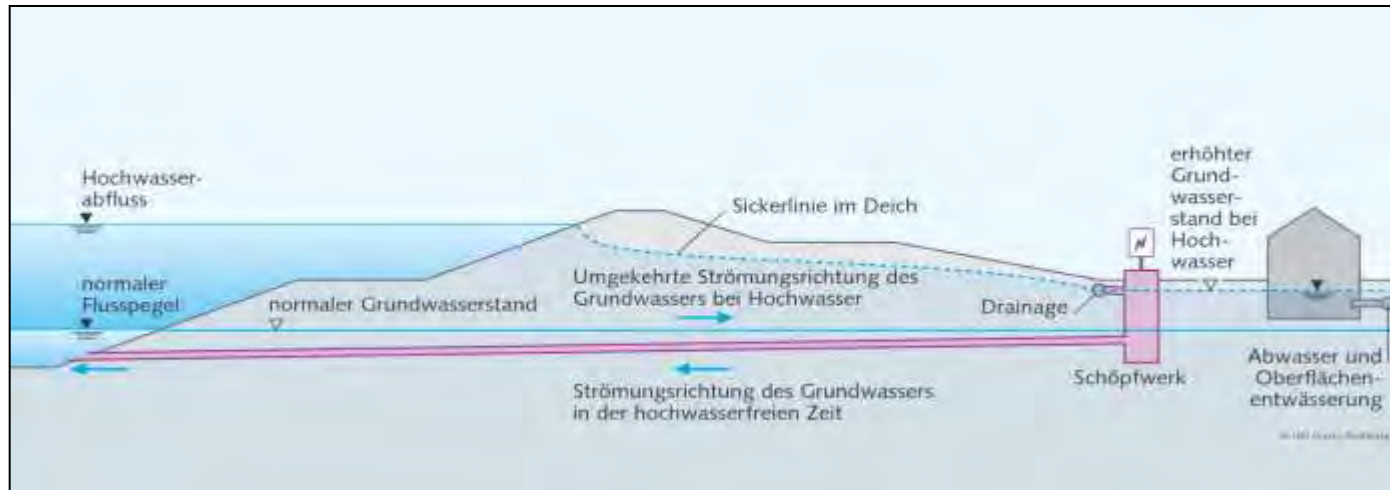 Hochwasser-
abfluss
normaler
Flusspegel
normaler Grundwasserstand
Sickerlinie im Deich
Umgekehrte Strömungsrichtung des
Grundwassers bei Hochwasser
Strömungsrichtung des Grundwassers
in der hochwasserfreien Zeit
Drainage
Schöpfwerk
erhöhter
Grund-
wasser-
stand bei
Hoch-
wasser
Abwasser und
Oberflächen-
entwässerung